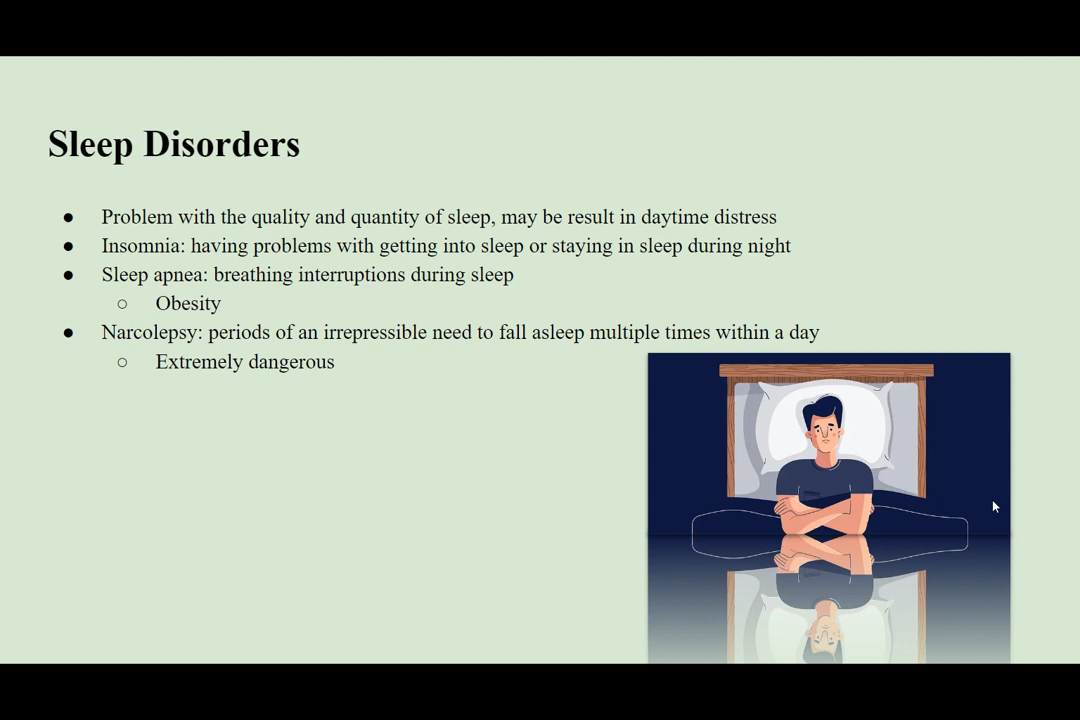 Sleep Disorders
● Problem with the quality and quantity of sleep, may be result in daytime distress
● Insomnia: having problems with getting into sleep or staying in sleep during night
● Sleep apnea: breathing interruptions during sleep
○ Obesity
● Narcolepsy: periods of an irrepressible need to fall asleep multiple times within a day
○ Extremely dangerous